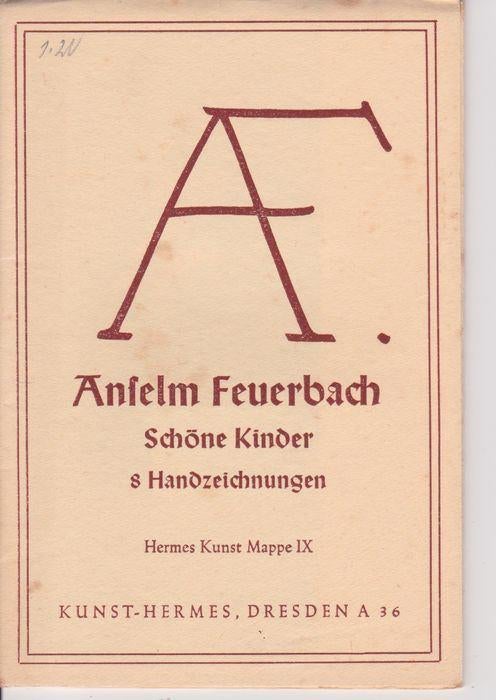 1.20
AF.
Anſelm Feuerbach
Schöne Kinder
8 Handzeichnungen
Hermes Kunst Mappe IX
KUNST-HERMES, DRESDEN A 36